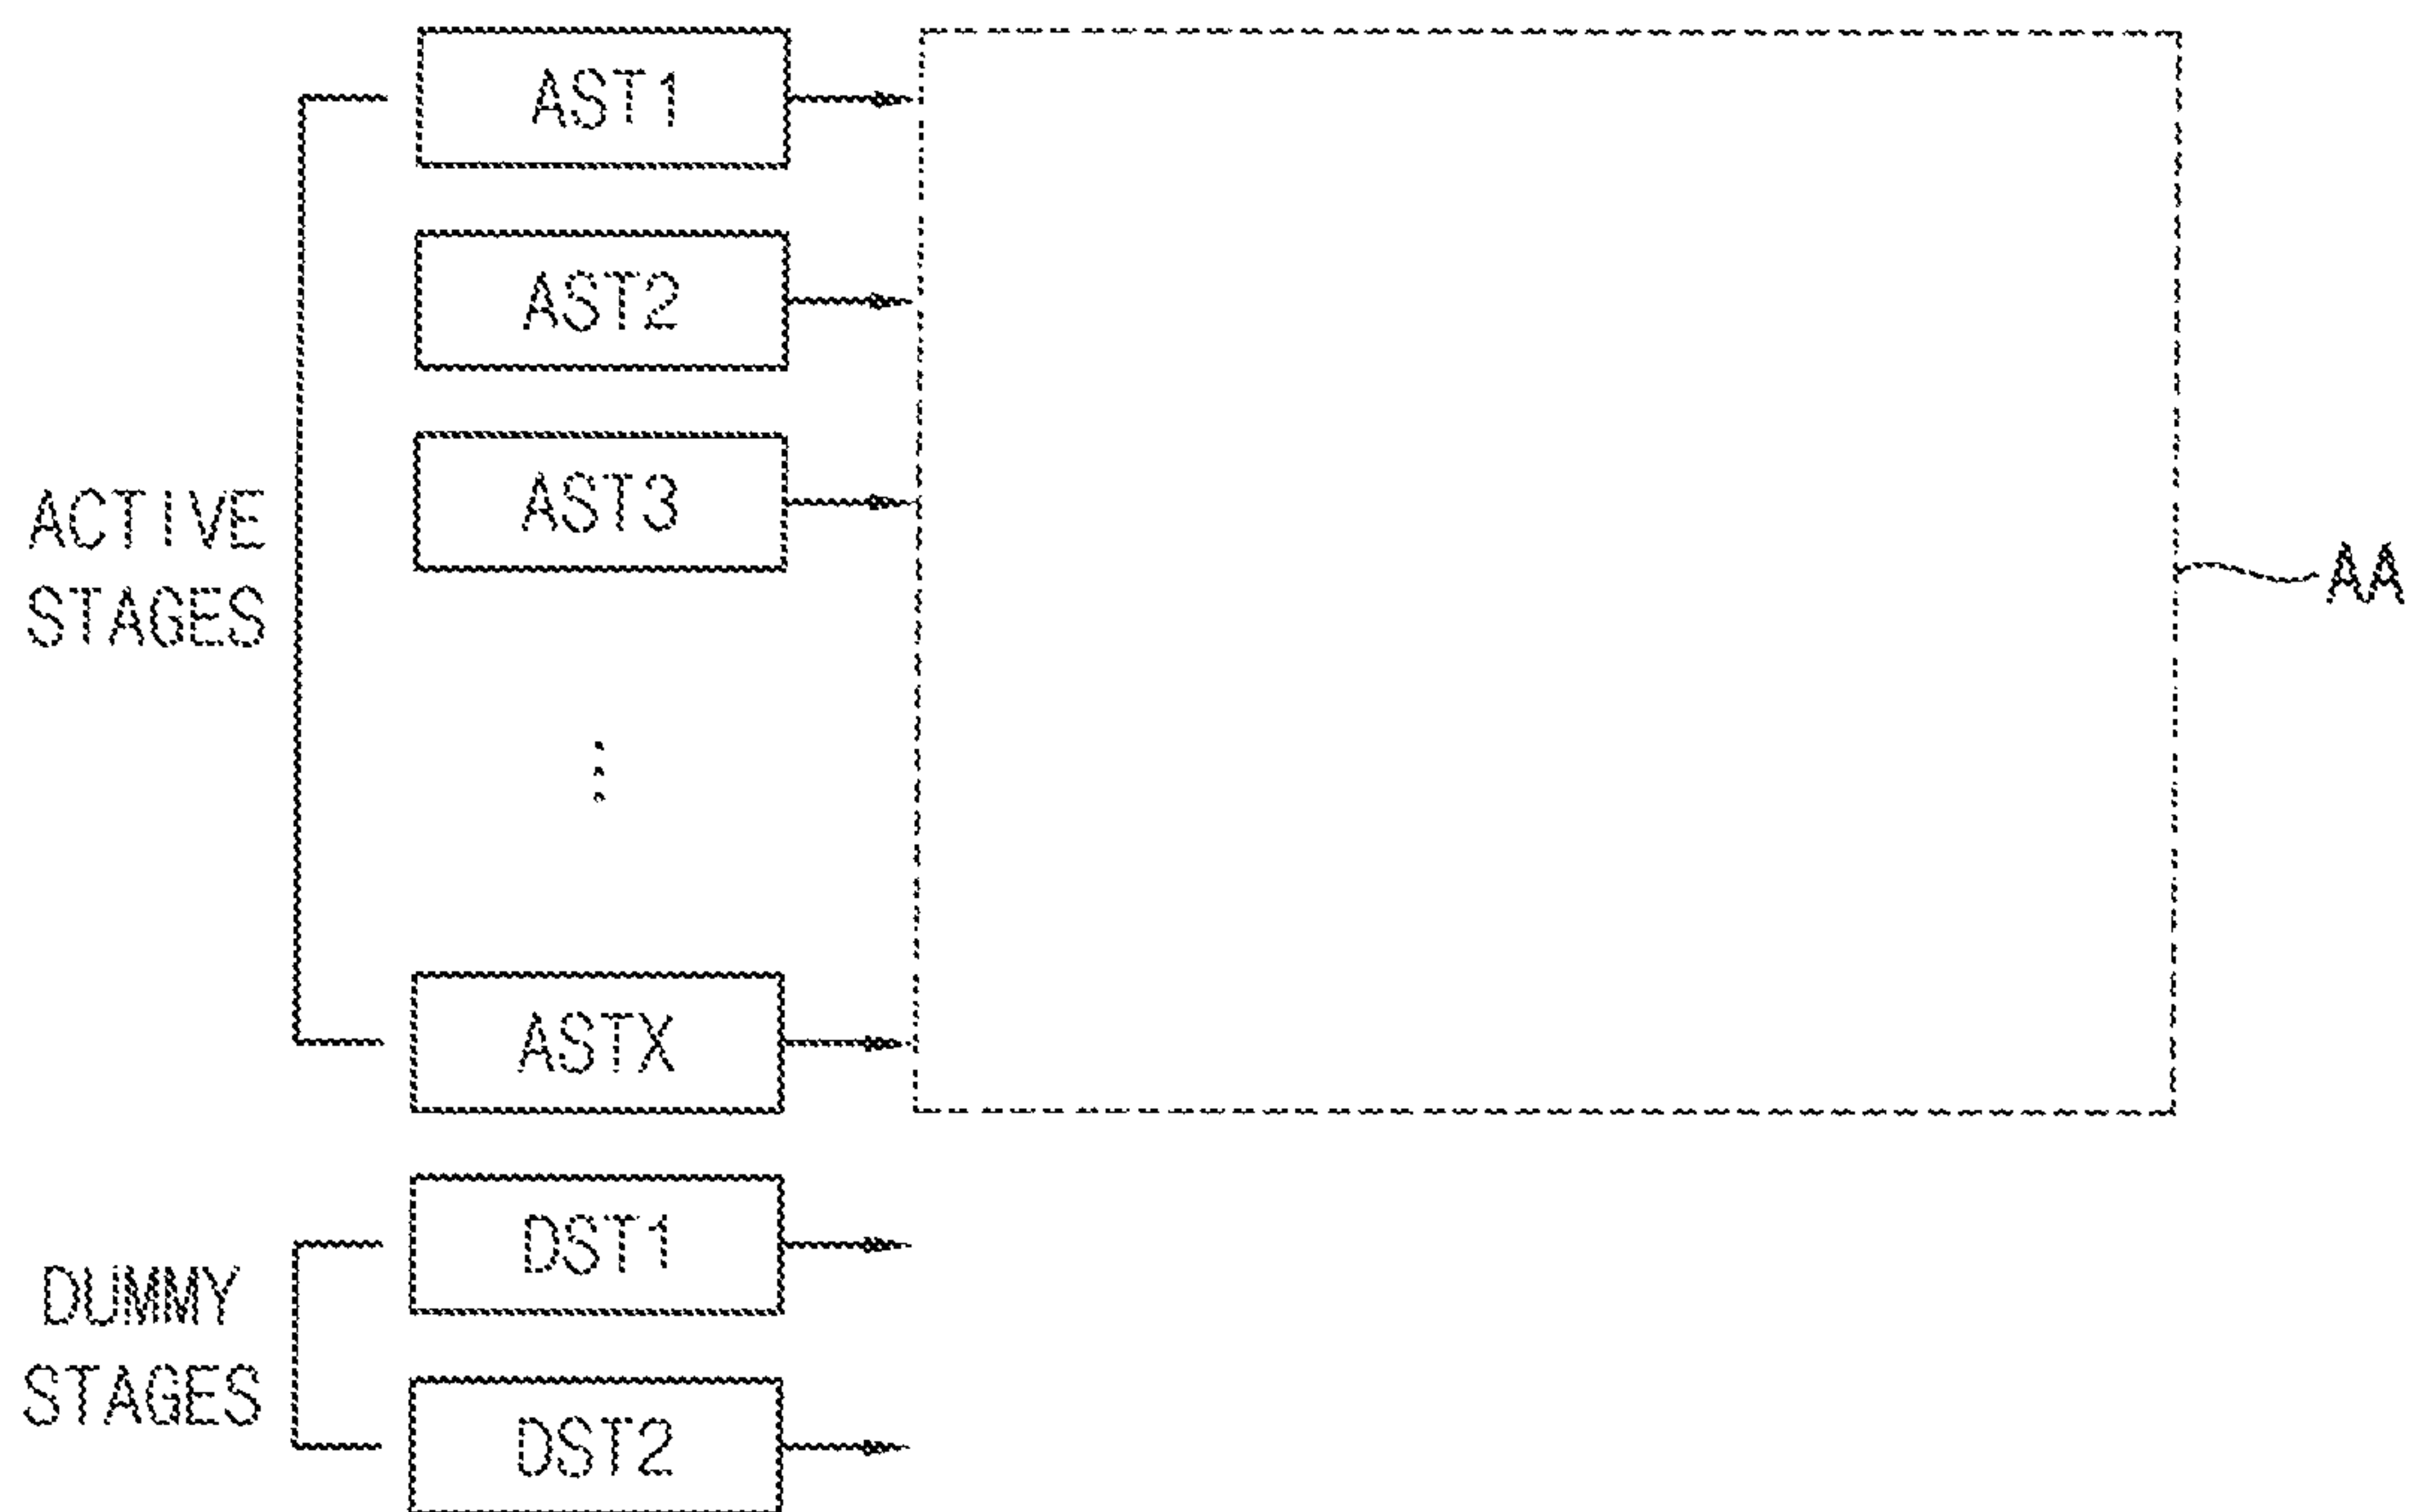 AST1
AST2
AST3
ACTIVE
STAGES
AA
⋮
ASTX
DST1
DUMMY
STAGES
DST2